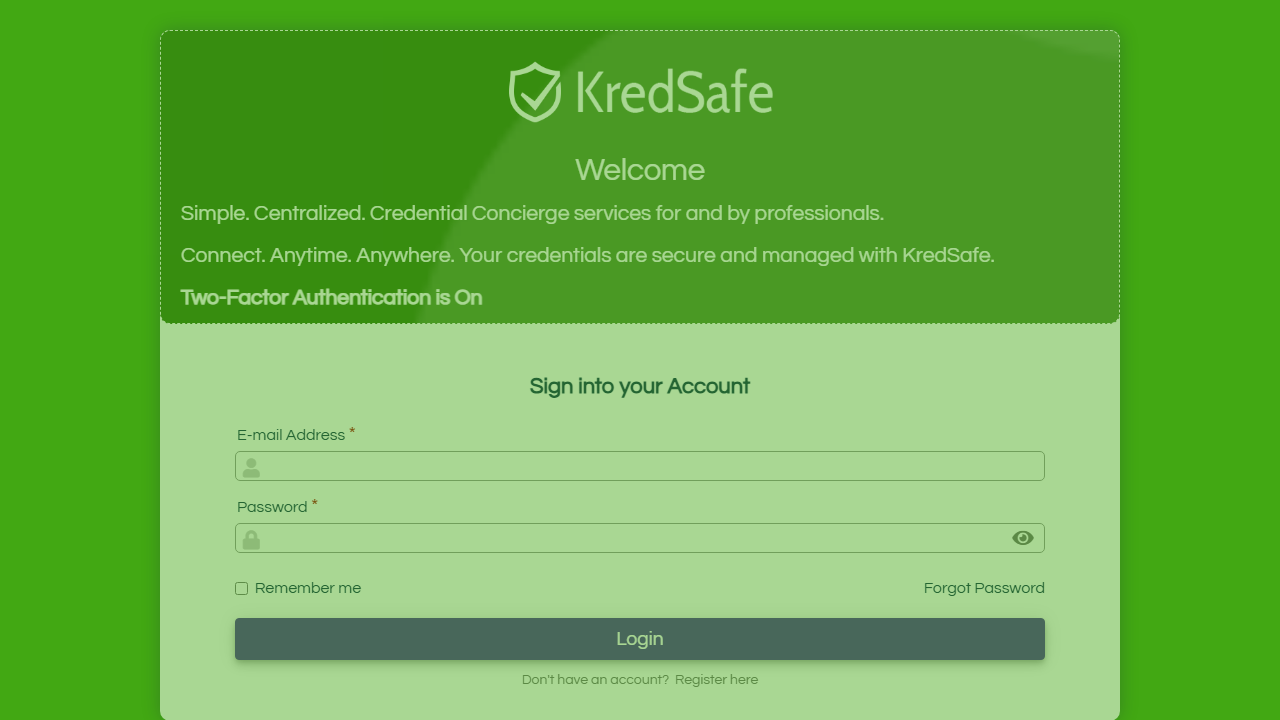 KredSafe
Welcome
Simple. Centralized. Credential Concierge services for and by professionals.
Connect. Anytime. Anywhere. Your credentials are secure and managed with KredSafe.
Two-Factor Authentication is On
Sign into your Account
E-mail Address *
Password *
Remember me
Forgot Password
Login
Don't have an account? Register here